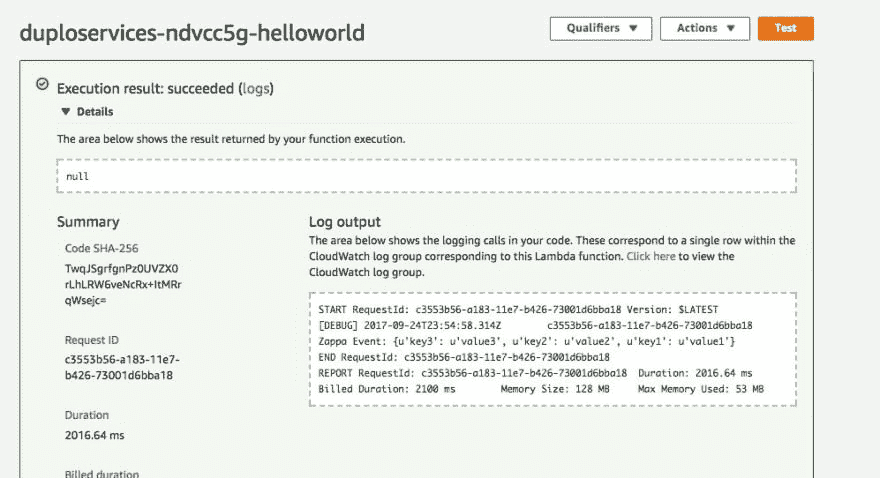 duploservices-ndvcc5g-helloworld
Qualifiers
Actions
Test
Execution result: succeeded (logs)
Details
The area below shows the result returned by your function execution.
null
Summary
Code SHA-256
TwqJSgrfgnPz0UVZX0
rLhLRW6veNcRx+ItMRr
qWsejc=
Request ID
c3553b56-a183-11e7-
b426-73001d6bba18
Duration
2016.64 ms
Billed duration
Log output
The area below shows the logging calls in your code. These correspond to a single row within the
CloudWatch log group corresponding to this Lambda function. Click here to view the
CloudWatch log group.
START RequestId: c3553b56-a183-11e7-b426-73001d6bba18 Version: $LATEST
[DEBUG] 2017-09-24T23:54:58.314Z c3553b56-a183-11e7-b426-73001d6bba18
Zappa Event: {u'key3': u'value3', u'key2': u'value2', u'key1': u'value1'}
END RequestId: c3553b56-a183-11e7-b426-73001d6bba18
REPORT RequestId: c3553b56-a183-11e7-b426-73001d6bba18 Duration: 2016.64 ms
Billed Duration: 2100 ms Memory Size: 128 MB Max Memory Used: 53 MB